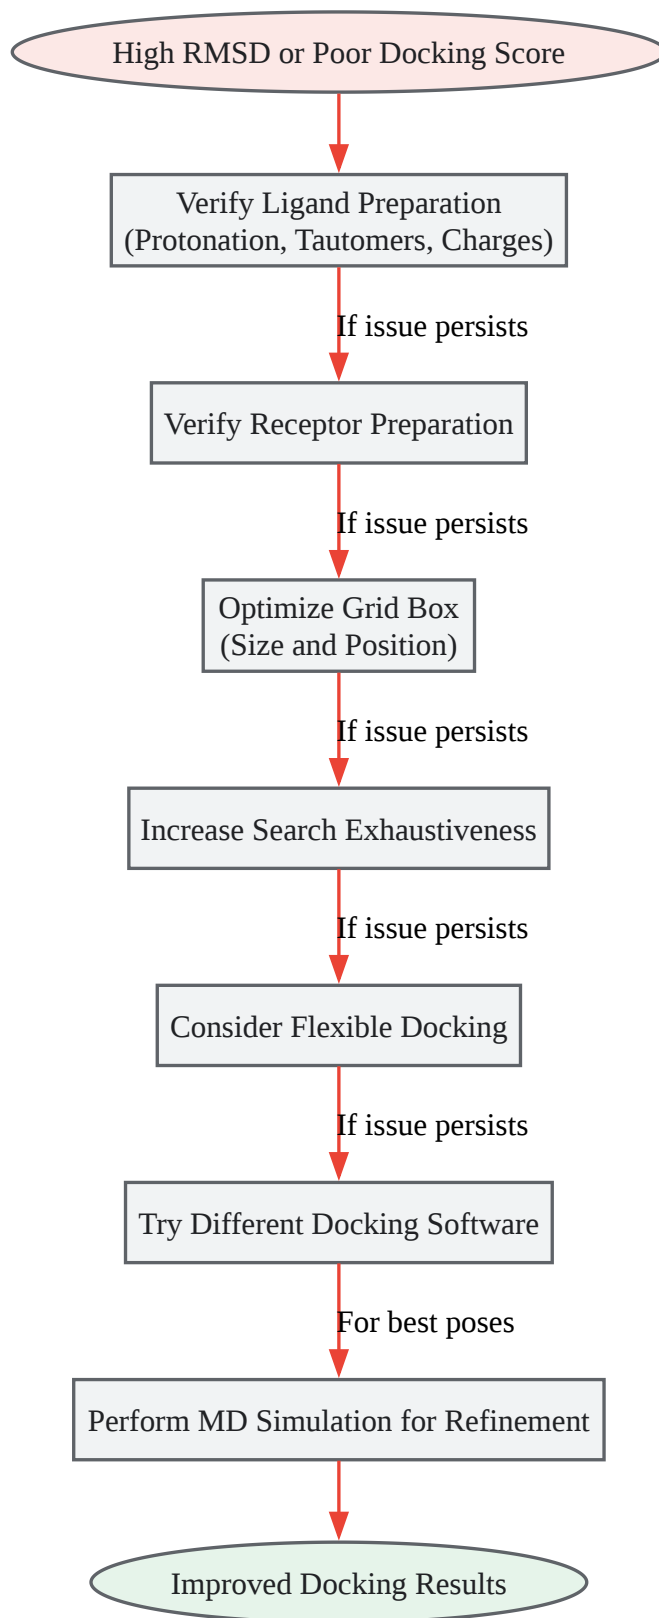 High RMSD or Poor Docking Score
Verify Ligand Preparation
(Protonation, Tautomers, Charges)
If issue persists
Verify Receptor Preparation
If issue persists
Optimize Grid Box
(Size and Position)
If issue persists
Increase Search Exhaustiveness
If issue persists
Consider Flexible Docking
If issue persists
Try Different Docking Software
For best poses
Perform MD Simulation for Refinement
Improved Docking Results